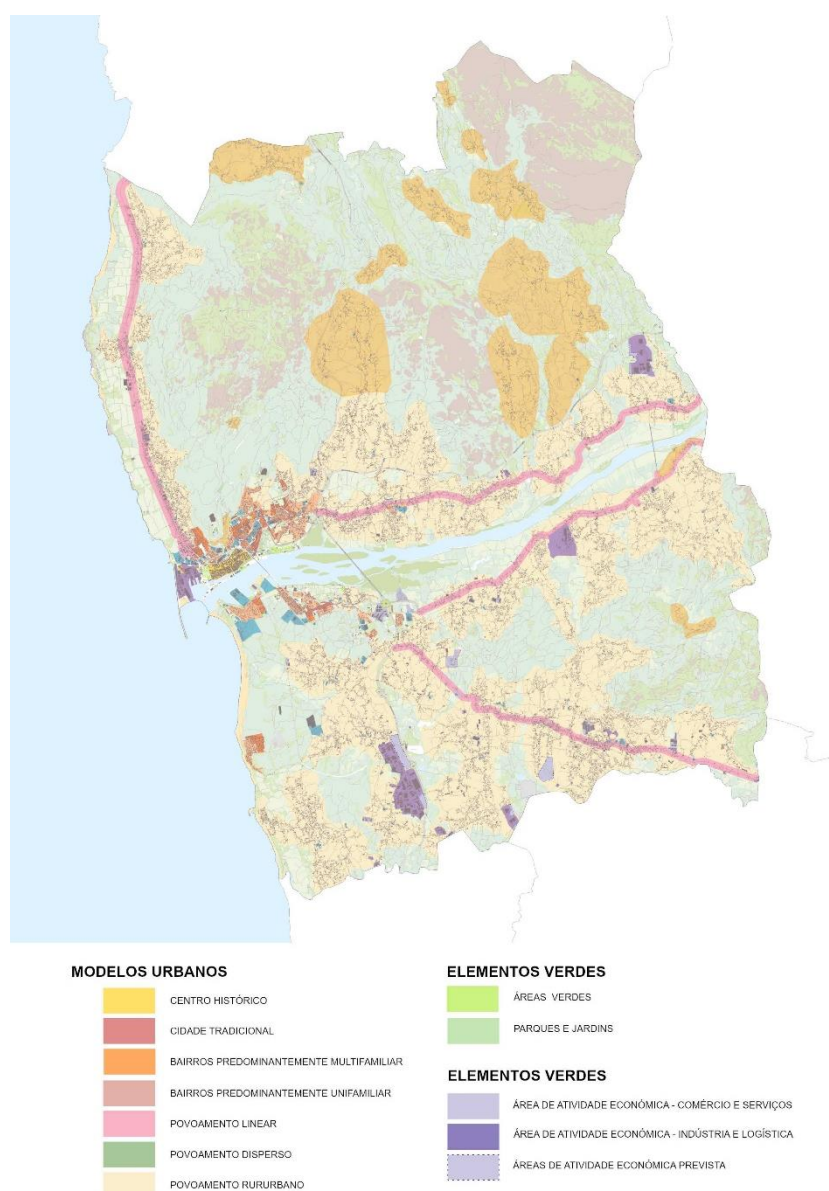 MODELOS URBANOS
CENTRO HISTÓRICO
CIDADE TRADICIONAL
BAIRROS PREDOMINANTEMENTE MULTIFAMILIAR
BAIRROS PREDOMINANTEMENTE UNIFAMILIAR
POVOAMENTO LINEAR
POVOAMENTO DISPERSO
POVOAMENTO RURURBANO
ELEMENTOS VERDES
ÁREAS VERDES
PARQUES E JARDINS
ELEMENTOS VERDES
ÁREA DE ATIVIDADE ECONÓMICA - COMÉRCIO E SERVIÇOS
ÁREA DE ATIVIDADE ECONÓMICA - INDÚSTRIA E LOGÍSTICA
ÁREAS DE ATIVIDADE ECONÓMICA PREVISTA